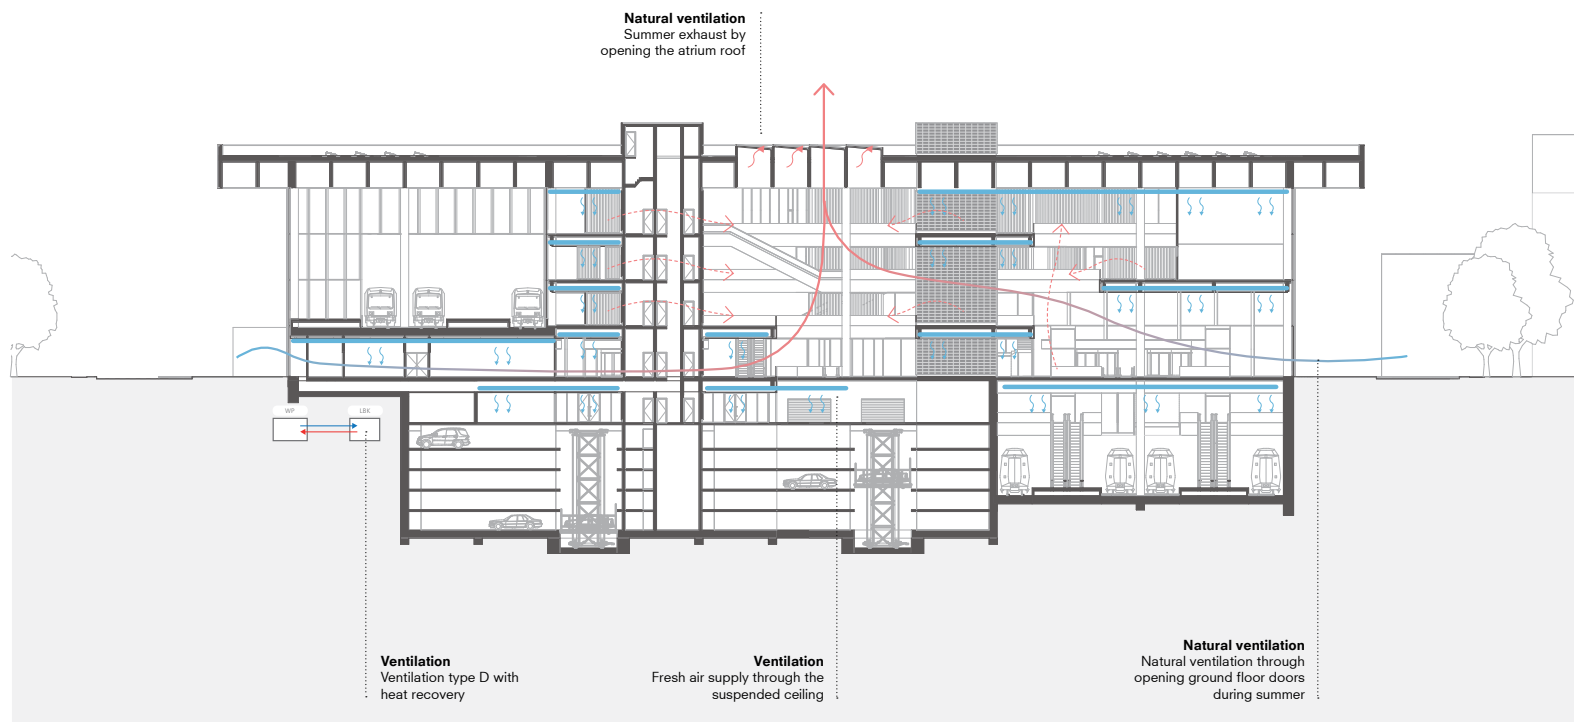 Natural ventilation
Summer exhaust by
opening the atrium roof
WP
LBK
Ventilation
Ventilation type D with
heat recovery
Ventilation
Fresh air supply through the
suspended ceiling
Natural ventilation
Natural ventilation through
opening ground floor doors
during summer